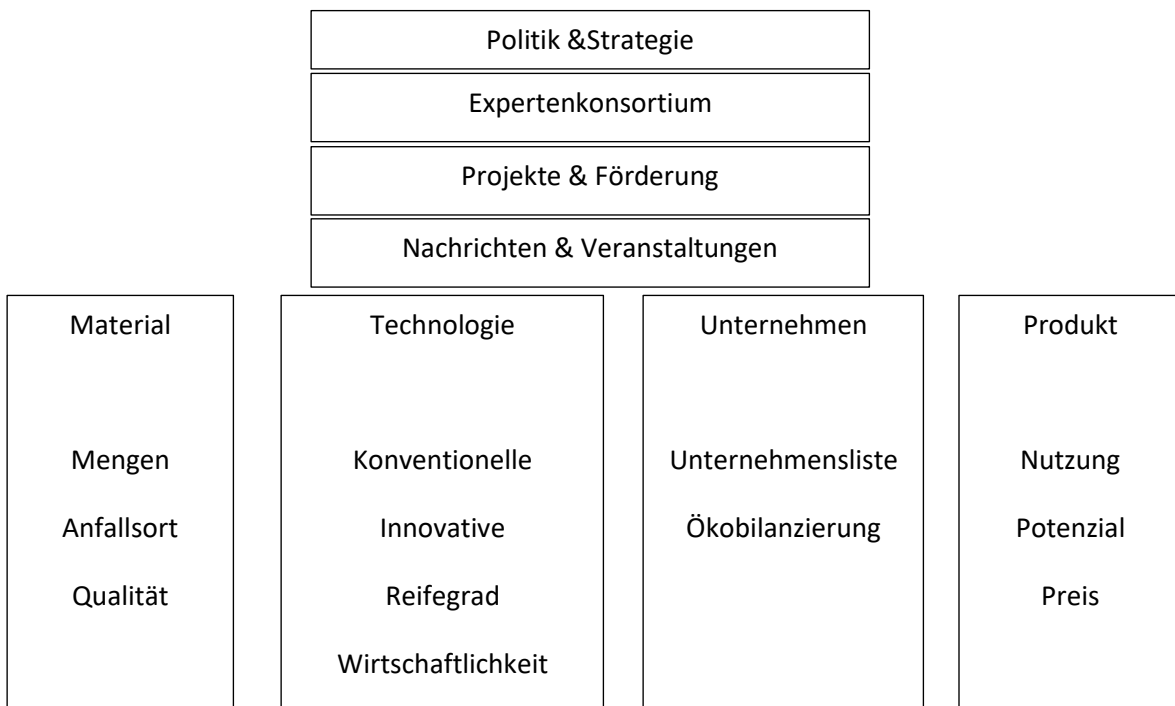 Politik &Strategie
Expertenkonsortium
Projekte & Förderung
Nachrichten & Veranstaltungen
Material
Mengen
Anfallsort
Qualität
Technologie
Konventionelle
Innovative
Reifegrad
Wirtschaftlichkeit
Unternehmen
Unternehmensliste
Ökobilanzierung
Produkt
Nutzung
Potenzial
Preis